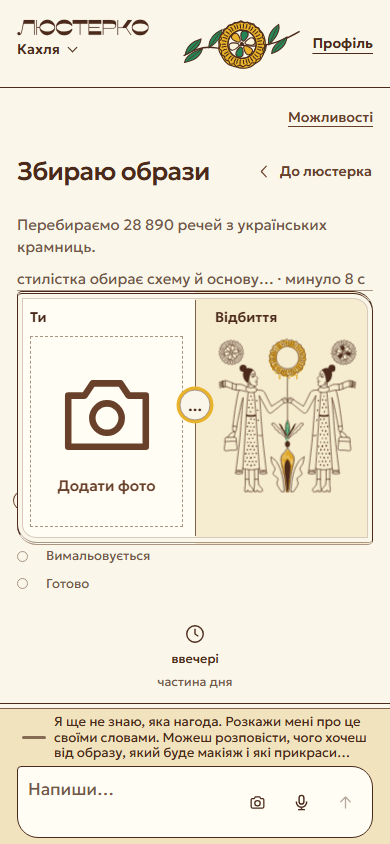 ЛЮСТЕРКО
Кахля
Профіль
Можливості
Збираю образи
До люстерка
Перебираємо 28 890 речей з українських
крамниць.
стилістка обирає схему й основу… · минуло 8 с
Ти
Відбиття
...
Додати фото
Вимальовується
Готово
ввечері
частина дня
Я ще не знаю, яка нагода. Розкажи мені про це
своїми словами. Можеш розповісти, чого хочеш
від образу, який буде макіяж і які прикраси…
Напиши…